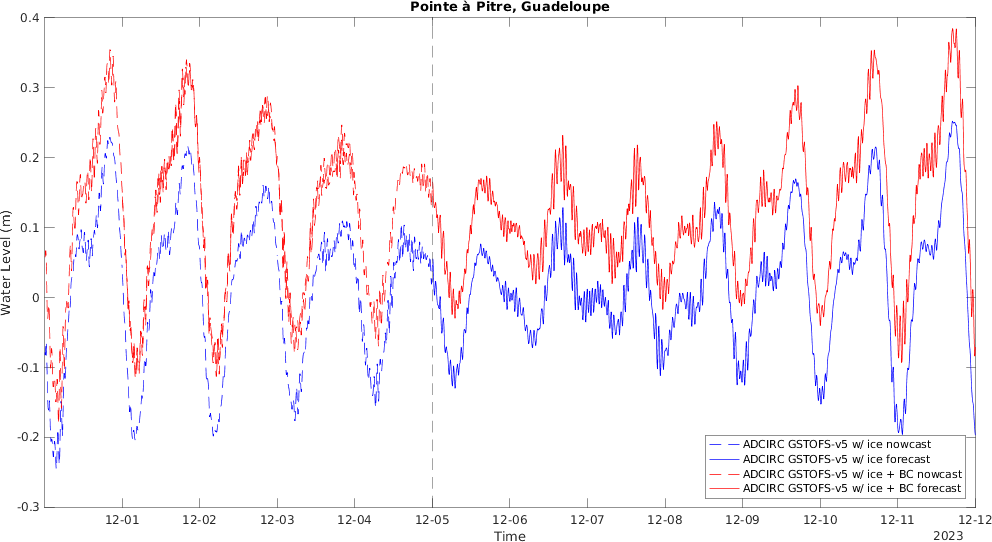 Pointe à Pitre, Guadeloupe
0.4
0.3
0.2
0.1
0
-0.1
-0.2
-0.3
Water Level (m)
ADCIRC GSTOFS-v5 w/ ice nowcast
ADCIRC GSTOFS-v5 w/ ice forecast
ADCIRC GSTOFS-v5 w/ ice + BC nowcast
ADCIRC GSTOFS-v5 w/ ice + BC forecast
12-01 12-02 12-03 12-04 12-05 12-06 12-07 12-08 12-09 12-10 12-11 12-12
Time
2023